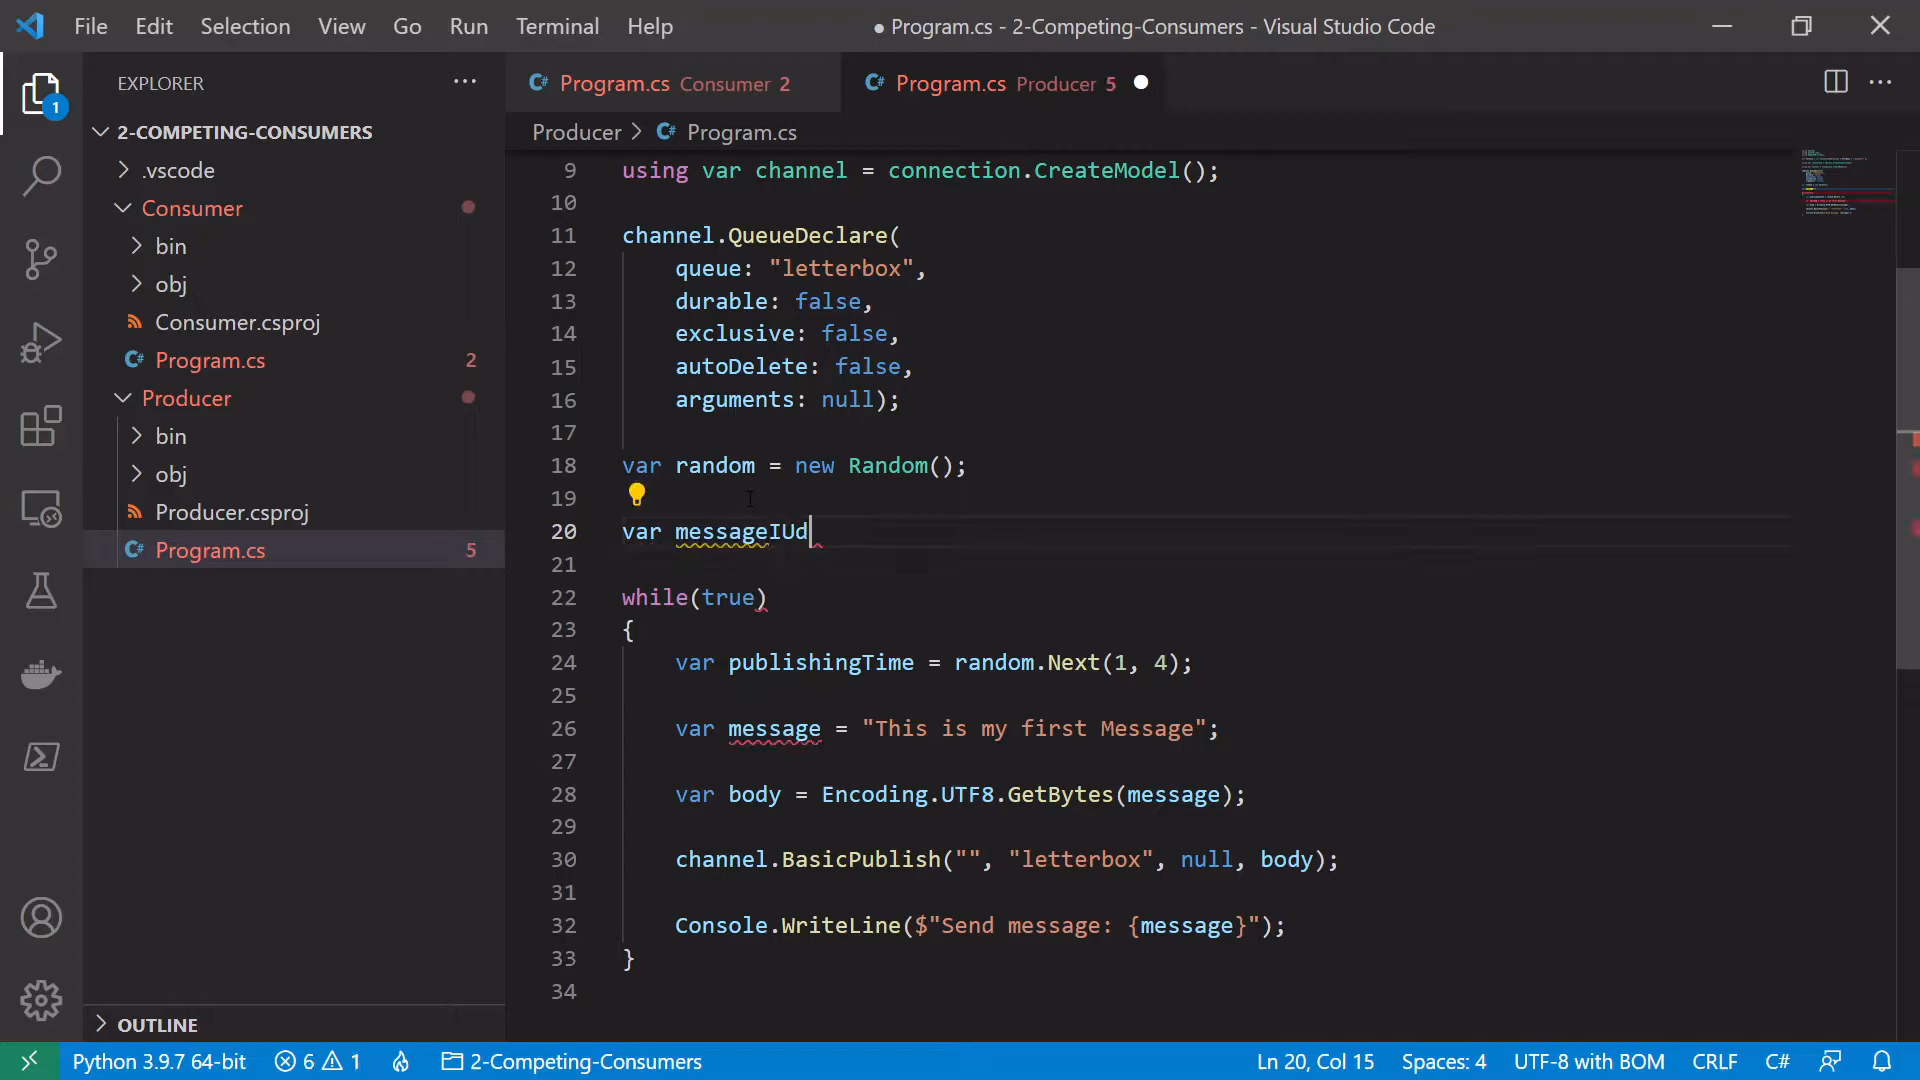 File Edit Selection View Go Run Terminal Help
● Program.cs - 2-Competing-Consumers - Visual Studio Code
EXPLORER
Program.cs Consumer 2
Program.cs Producer 5
1
2-COMPETING-CONSUMERS
Producer > Program.cs
.vscode
Consumer
bin
obj
Consumer.csproj
Program.cs 2
Producer
bin
obj
Producer.csproj
Program.cs 5
OUTLINE
9 using var channel = connection.CreateModel();
10
11 channel.QueueDeclare(
12 queue: "letterbox",
13 durable: false,
14 exclusive: false,
15 autoDelete: false,
16 arguments: null);
17
18 var random = new Random();
19
20 var messageIUd
21
22 while(true)
23 {
24 var publishingTime = random.Next(1, 4);
25
26 var message = "This is my first Message";
27
28 var body = Encoding.UTF8.GetBytes(message);
29
30 channel.BasicPublish("", "letterbox", null, body);
31
32 Console.WriteLine($"Send message: {message}");
33 }
34
Python 3.9.7 64-bit 6 1 2-Competing-Consumers Ln 20, Col 15 Spaces: 4 UTF-8 with BOM CRLF C#